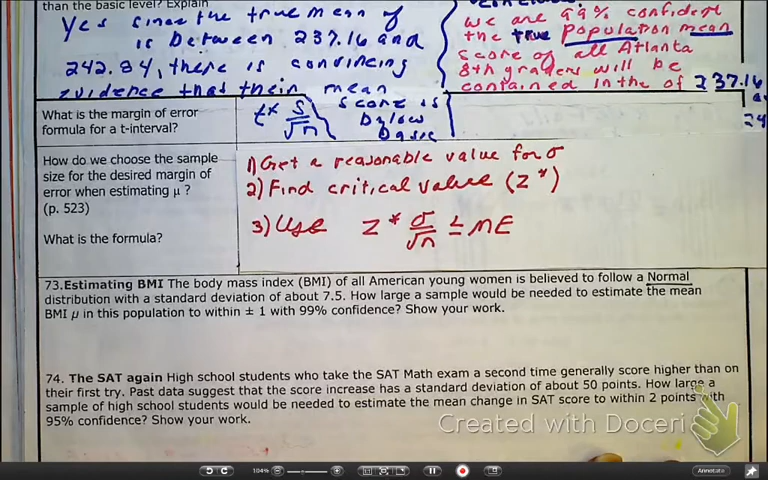 than the basic level? Explain
Yes since the true mean of
is between 237.16 and
242.84, there is convincing
evidence that their mean
score is
below
basic
we are 99% confident
the true population mean
score of all Atlanta
8th graders will be
contained in the of 237.16
24
What is the margin of error
formula for a t-interval?
t* s/√n
How do we choose the sample
size for the desired margin of
error when estimating μ ?
(p. 523)
What is the formula?
1) Get a reasonable value for σ
2) Find critical value (z*)
3) Use z* σ/√n ≤ ME
73.Estimating BMI The body mass index (BMI) of all American young women is believed to follow a Normal
distribution with a standard deviation of about 7.5. How large a sample would be needed to estimate the mean
BMI μ in this population to within ± 1 with 99% confidence? Show your work.
74. The SAT again High school students who take the SAT Math exam a second time generally score higher than on
their first try. Past data suggest that the score increase has a standard deviation of about 50 points. How large a
sample of high school students would be needed to estimate the mean change in SAT score to within 2 points with
95% confidence? Show your work.
Created with Doceri
104%
Annotate